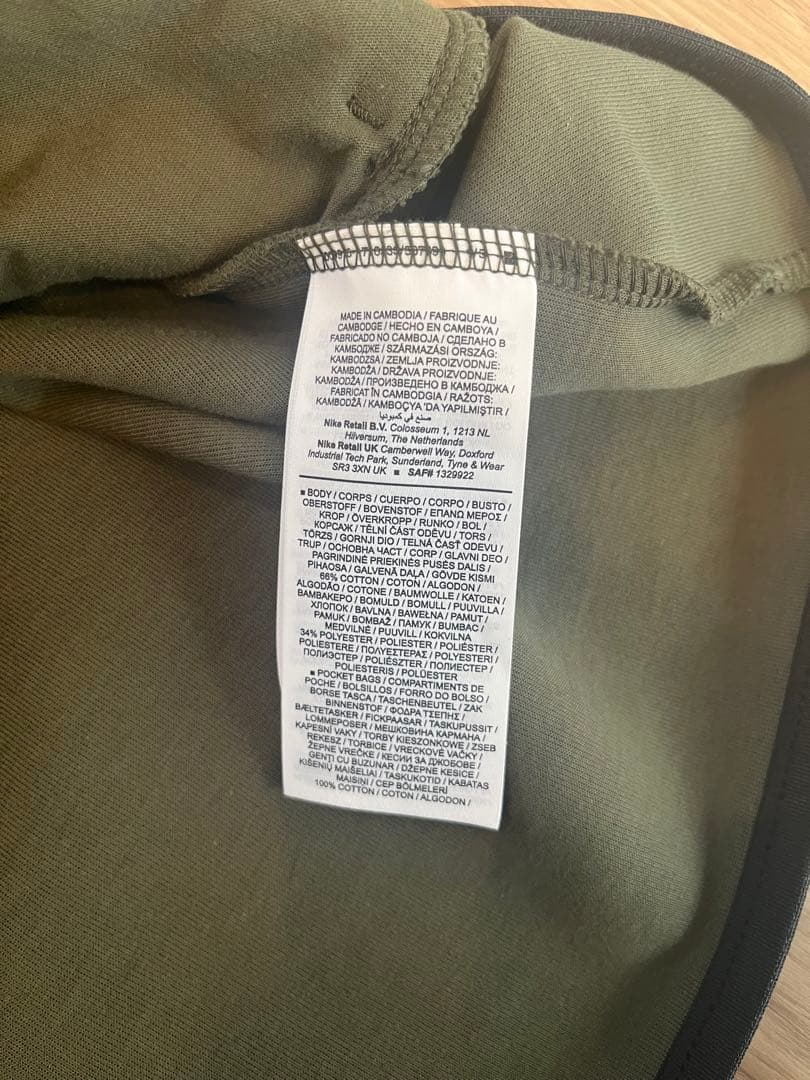 MADE IN CAMBODIA / FABRIQUE AU
CAMBODGE / HECHO EN CAMBOYA /
FABRICADO NO CAMBOJA / СДЕЛАНО В
КАМБОДЖЕ / SZÁRMAZÁSI ORSZÁG:
KAMBODZSA / ZEMLJA PROIZVODNJE:
KAMBODŽA / DRŽAVA PROIZVODNJE:
KAMBODŽA / ПРОИЗВЕДЕНО В КАМБОДЖА /
FABRICAT ÎN CAMBODGIA / RAŽOTS:
KAMBODŽĀ / KAMBOÇYA 'DA YAPILMIŞTIR /
صنع في كمبوديا
Nike Retail B.V. Colosseum 1, 1213 NL
Hilversum, The Netherlands
Nike Retail UK Camberwell Way, Doxford
Industrial Tech Park, Sunderland, Tyne & Wear
SR3 3XN UK ■ SAF# 1329922
■ BODY / CORPS / CUERPO / CORPO / BUSTO /
OBERSTOFF / BOVENSTOF / ΕΠΑΝΩ ΜΕΡΟΣ /
KROP / ÖVERKROPP / RUNKO / BOL /
КОРСАЖ / TĚLNÍ ČÁST ODĚVU / TORS /
TÖRZS / GORNJI DIO / TELNÁ ČASŤ ODEVU /
TRUP / ОСНОВНА ЧАСТ / CORP / GLAVNI DEO /
PAGRINDINĖ PRIEKINĖS PUSĖS DALIS /
PIHAOSA / GALVENĀ DAĻA / GÖVDE KISMI
66% COTTON / COTON / ALGODON /
ALGODÃO / COTONE / BAUMWOLLE / KATOEN /
ΒΑΜΒΑΚΕΡΟ / BOMULD / BOMULL / PUUVILLA /
ХЛОПОК / BAVLNA / BAWEŁNA / PAMUT /
PAMUK / BOMBAŽ / ПАМУК / BUMBAC /
MEDVILNĖ / PUUVILL / KOKVILNA
34% POLYESTER / POLIESTER / POLIÉSTER /
POLIESTERE / ΠΟΛΥΕΣΤΕΡΑΣ / POLYESTERI /
ПОЛИЭСТЕР / POLIÉSZTER / ПОЛИЕСТЕР /
POLIESTERIS / POLÜESTER
■ POCKET BAGS / COMPARTIMENTS DE
POCHE / BOLSILLOS / FORRO DO BOLSO /
BORSE TASCA / TASCHENBEUTEL / ZAK
BINNENSTOF / ΦΟΔΡΑ ΤΣΕΠΗΣ /
BÆLTETASKER / FICKPAASAR / TASKUPUSSIT /
LOMMEPOSER / МЕШКОВИНА КАРМАНА /
KAPESNÍ VAKY / TORBY KIESZONKOWE / ZSEB
REKESZ / TORBICE / VRECKOVÉ VAČKY /
ŽEPNE VREČKE / КЕСИИ ЗА ДЖОБОВЕ /
GENȚI CU BUZUNAR / DŽEPNE KESICE /
KIŠENIŲ MAIŠELIAI / TASKUKOTID / KABATAS
MAISIŅI / CEP BÖLMELERİ
100% COTTON / COTON / ALGODON /